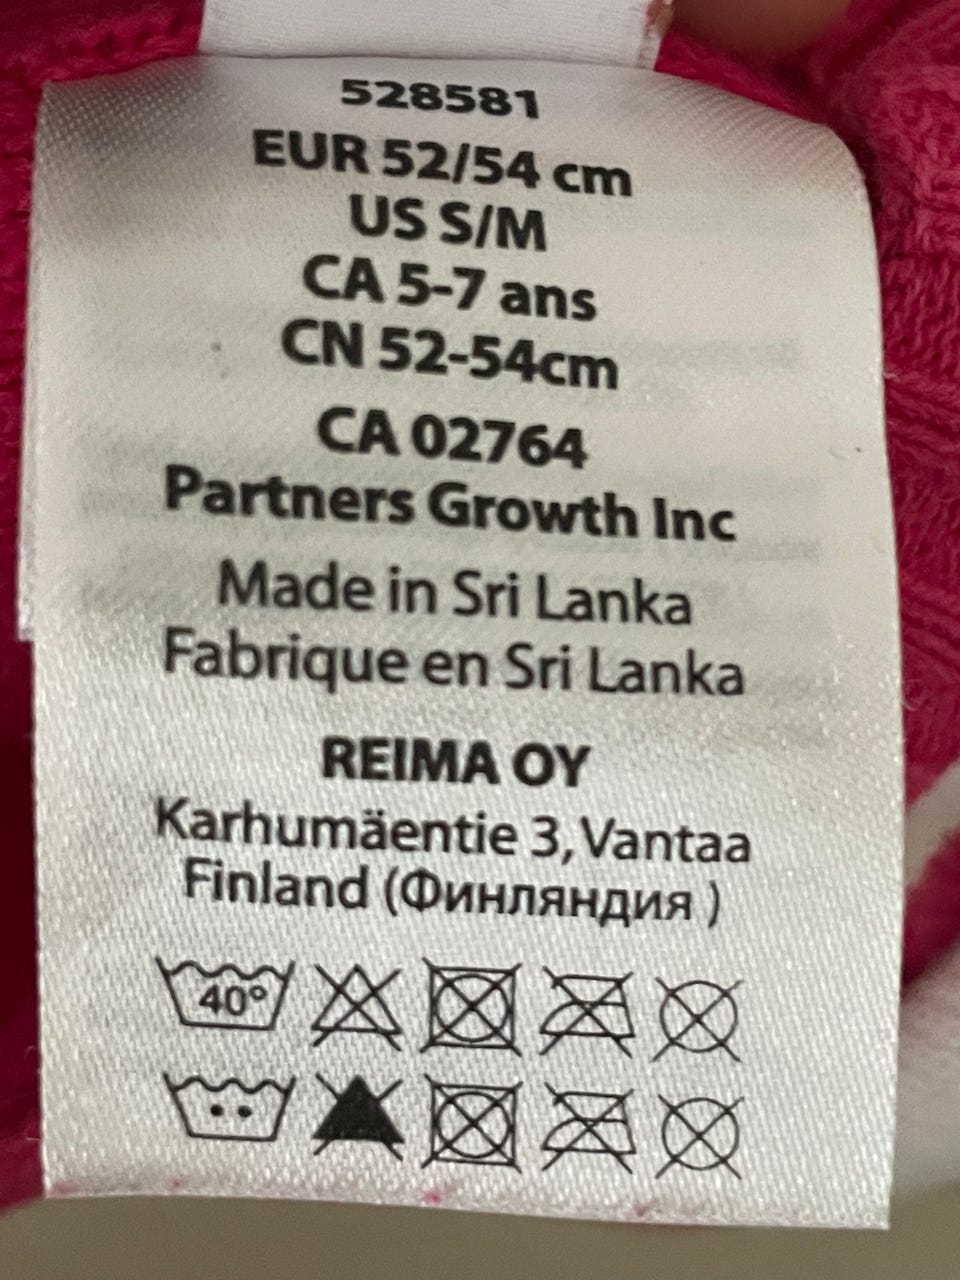 528581
EUR 52/54 cm
US S/M
CA 5-7 ans
CN 52-54cm
CA 02764
Partners Growth Inc
Made in Sri Lanka
Fabrique en Sri Lanka
REIMA OY
Karhumäentie 3, Vantaa
Finland (Финляндия )
40°